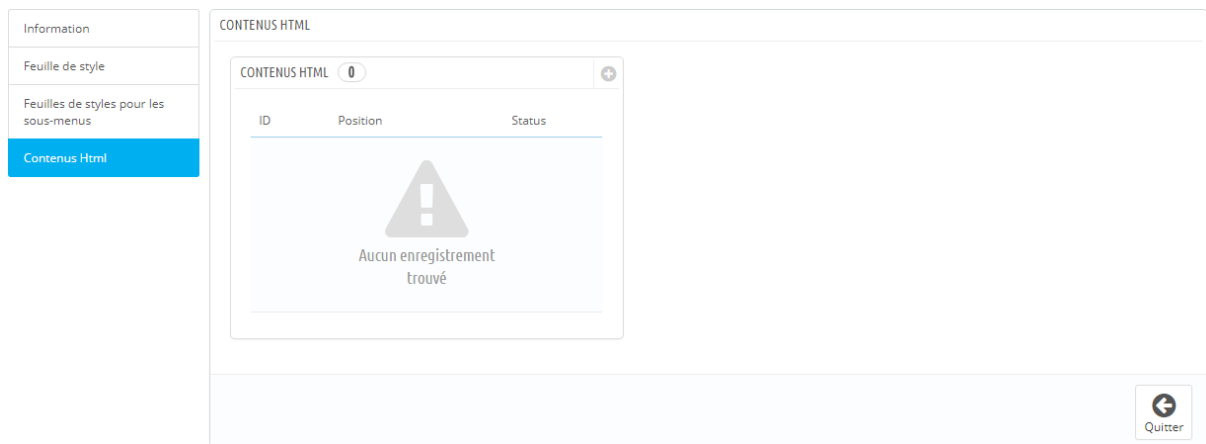 Information
Feuille de style
Feuilles de styles pour les
sous-menus
Contenus Html
CONTENUS HTML
CONTENUS HTML 0
ID Position Status
Aucun enregistrement
trouvé
Quitter